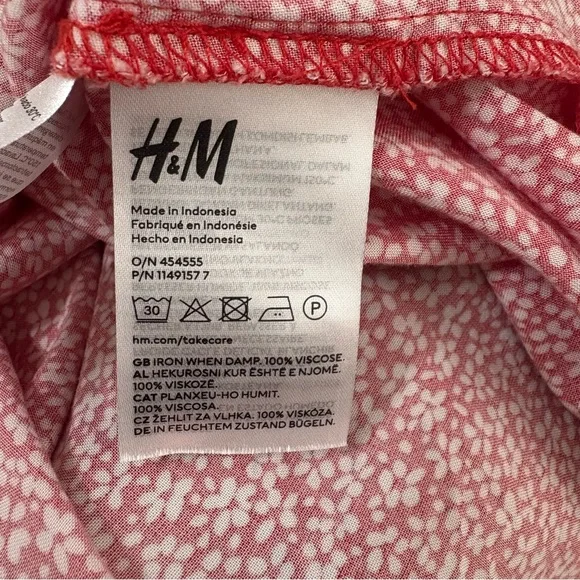 H&M
Made in Indonesia
Fabriqué en Indonésie
Hecho en Indonesia
O/N 454555
P/N 1149157 7
30
P
hm.com/takecare
GB IRON WHEN DAMP. 100% VISCOSE.
AL HEKUROSNI KUR ËSHTË E NJOMË.
100% VISKOZË.
CAT PLANXEU-HO HUMIT.
100% VISCOSA.
CZ ŽEHLIT ZA VLHKA. 100% VISKÓZA.
DE IN FEUCHTEM ZUSTAND BÜGELN.